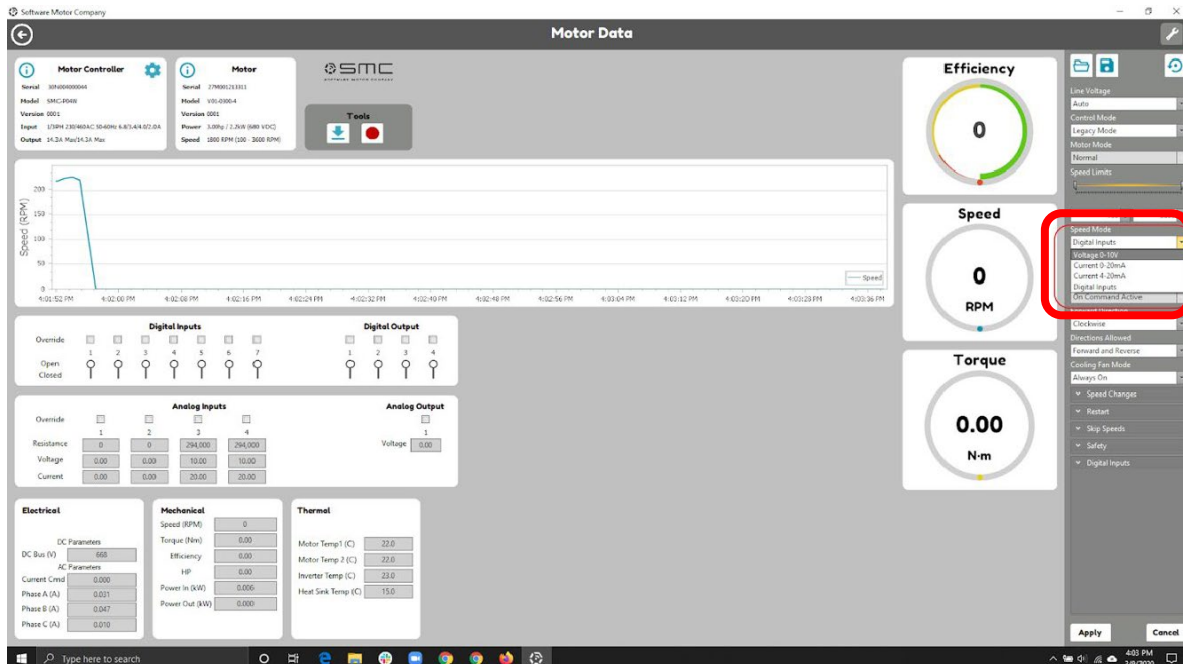 Software Motor Company
Motor Data
Motor Controller
Serial
Model SMC-P04W
Version 0001
Input
Output 14.2A Max/14.3A Max
Motor
Serial
Model V01-0300-4
Version 0001
Power 3.00hp / 2.2kW (680 VDC)
Speed 1800 RPM (100 - 3600 RPM)
SMC
SOFTWARE MOTOR COMPANY
Tools
Speed (RPM)
200
150
100
50
0
Speed
4:01:52 PM 4:02:00 PM 4:02:08 PM 4:02:16 PM 4:02:24 PM 4:02:32 PM 4:02:40 PM 4:02:48 PM 4:02:56 PM 4:03:04 PM 4:03:12 PM 4:03:20 PM 4:03:28 PM 4:03:36 PM
Digital Inputs
Override
1 2 3 4 5 6 7
Open
Closed
Digital Output
1 2 3 4
Analog Inputs
Override
1 2 3 4
Resistance 0 0 294,000 294,000
Voltage 0.00 0.00 10.00 10.00
Current 0.00 0.00 20.00 20.00
Analog Output
1
Voltage 0.00
Electrical
DC Parameters
DC Bus (V) 668
AC Parameters
Current Cmd 0.000
Phase A (A) 0.031
Phase B (A) 0.047
Phase C (A) 0.010
Mechanical
Speed (RPM) 0
Torque (Nm) 0.00
Efficiency 0.00
HP 0.00
Power In (kW) 0.006
Power Out (kW) 0.000
Thermal
Motor Temp1 (C) 22.0
Motor Temp 2 (C) 22.0
Inverter Temp (C) 23.0
Heat Sink Temp (C) 15.0
Efficiency
0
Speed
0
RPM
Torque
0.00
N·m
Line Voltage
Auto
Control Mode
Legacy Mode
Motor Mode
Normal
Speed Limits
Speed Mode
Digital Inputs
Voltage 0-10V
Current 0-20mA
Current 4-20mA
Digital Inputs
On Command Active
Clockwise
Directions Allowed
Forward and Reverse
Cooling Fan Mode
Always On
Speed Changes
Restart
Skip Speeds
Safety
Digital Inputs
Apply Cancel
Type here to search
4:03 PM